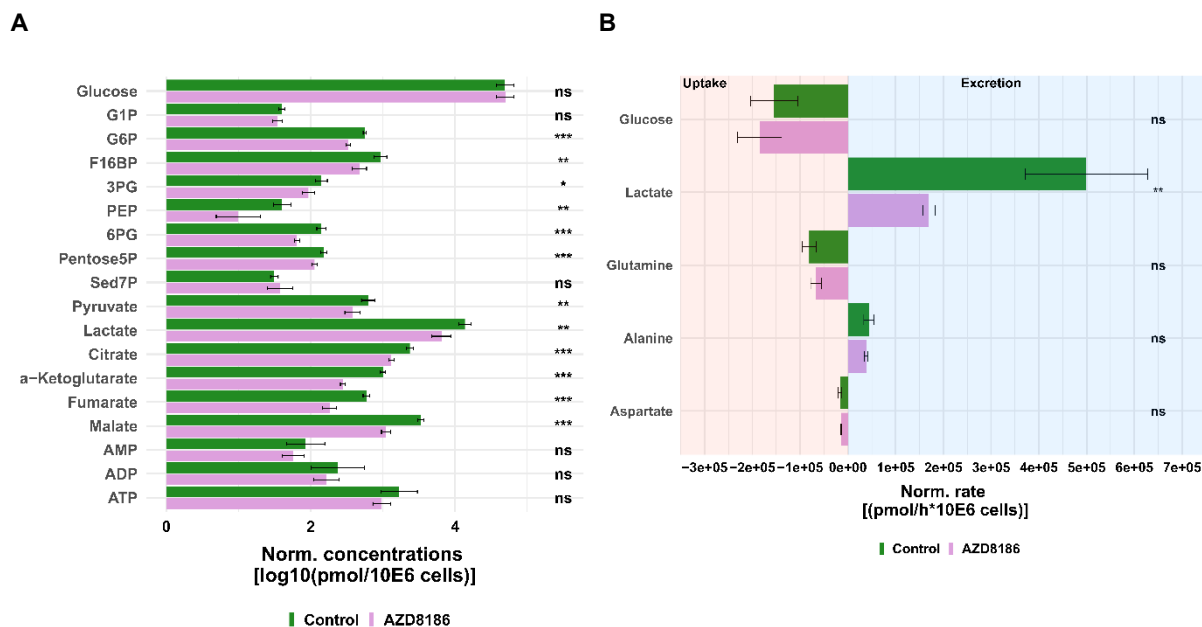 A
Glucose ns
G1P ns
G6P ***
F16BP **
3PG *
PEP **
6PG ***
Pentose5P ***
Sed7P ns
Pyruvate **
Lactate **
Citrate ***
a−Ketoglutarate ***
Fumarate ***
Malate ***
AMP ns
ADP ns
ATP ns
0 2 4
Norm. concentrations
[log10(pmol/10E6 cells)]
Control AZD8186
B
Uptake Excretion
Glucose ns
Lactate **
Glutamine ns
Alanine ns
Aspartate ns
−3e+05 −2e+05 −1e+05 0e+00 1e+05 2e+05 3e+05 4e+05 5e+05 6e+05 7e+05
Norm. rate
[(pmol/h*10E6 cells)]
Control AZD8186